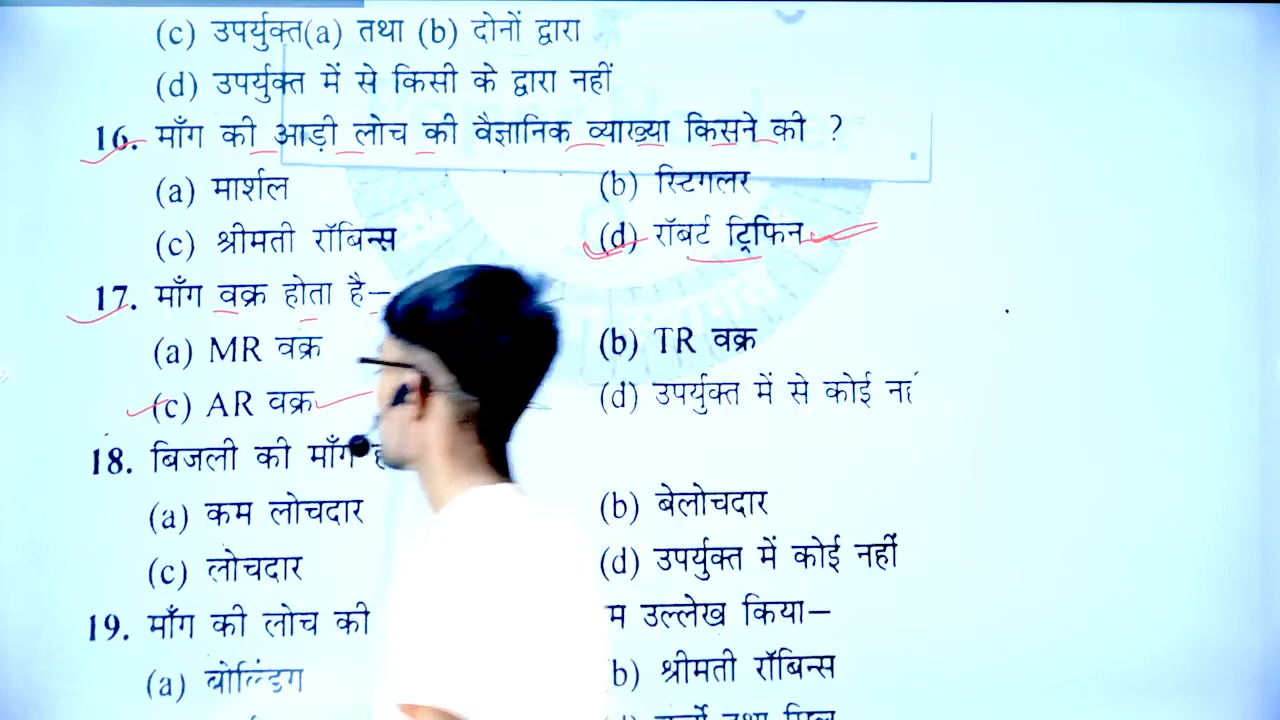 (c) उपर्युक्त(a) तथा (b) दोनों द्वारा
(d) उपर्युक्त में से किसी के द्वारा नहीं
16. माँग की आड़ी लोच की वैज्ञानिक व्याख्या किसने की ?
(a) मार्शल (b) स्टिगलर
(c) श्रीमती रॉबिन्स (d) रॉबर्ट ट्रिफिन
17. माँग वक्र होता है–
(a) MR वक्र (b) TR वक्र
(c) AR वक्र (d) उपर्युक्त में से कोई
18. बिजली की माँग
(a) कम लोचदार (b) बेलोचदार
(c) लोचदार (d) उपर्युक्त में कोई नहीं
19. माँग की लोच की उल्लेख किया–
(a) बोल्डिंग b) श्रीमती रॉबिन्स